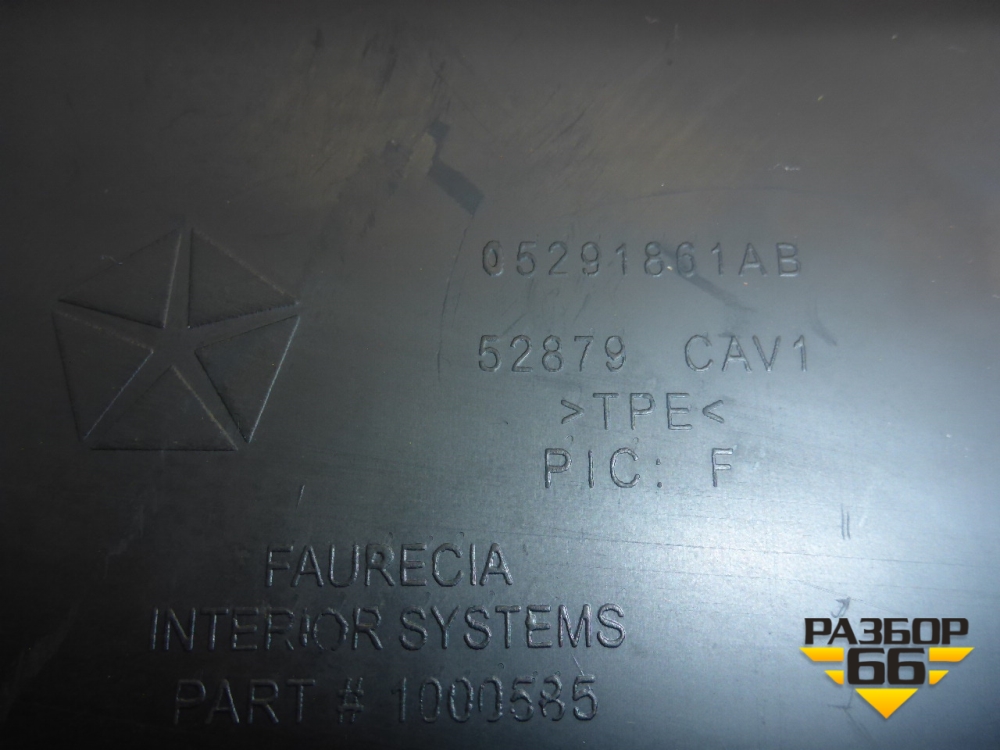 05291861AB
52879 CAV1
>TPE<
PIC: F
FAURECIA
INTERIOR SYSTEMS
PART # 1000585
РАЗБОР
66